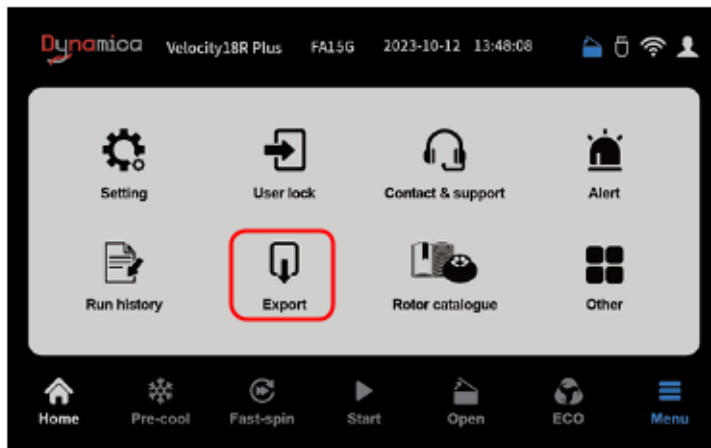 Dynamica Velocity18R Plus FA15G 2023-10-12 13:48:08
Setting User lock Contact & support Alert
Run history Export Rotor catalogue Other
Home Pre-cool Fast-spin Start Open ECO Menu